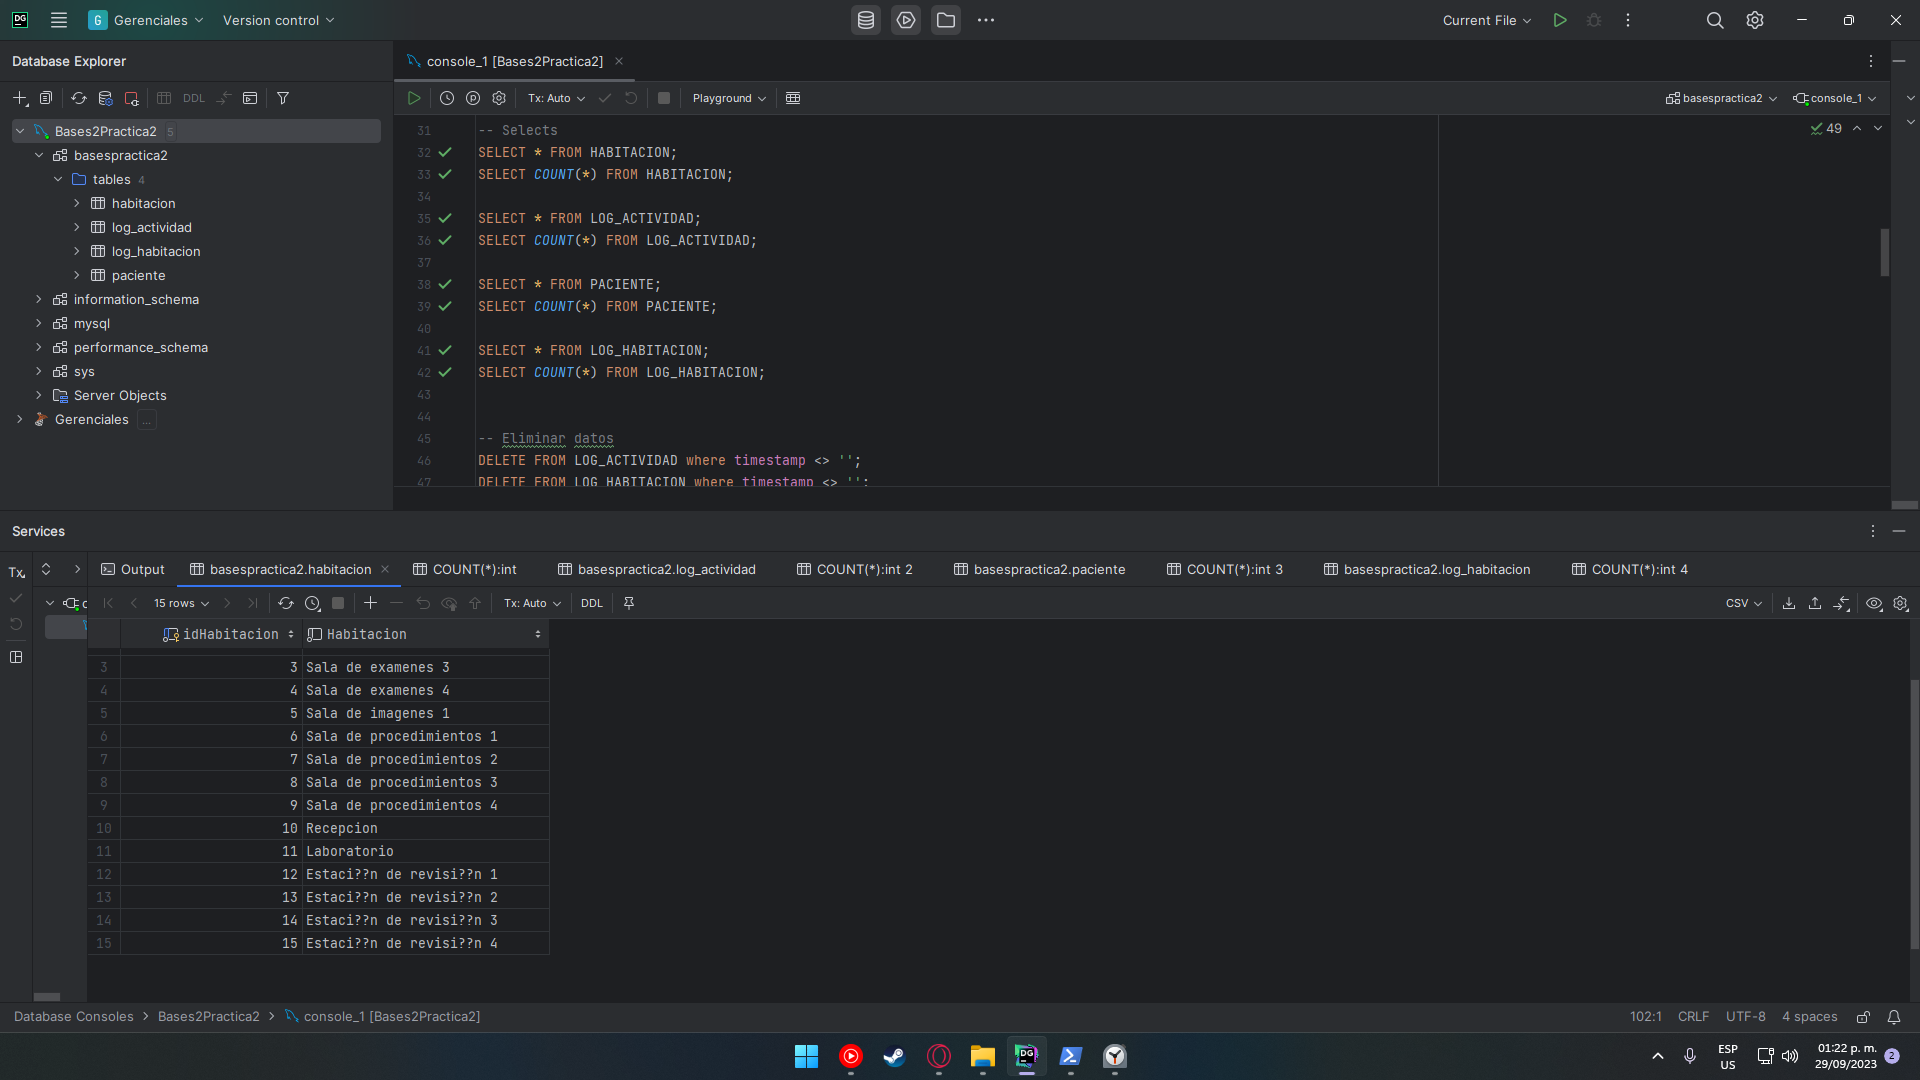 DG G Gerenciales Version control Current File
Database Explorer
console_1 [Bases2Practica2]
DDL
Tx: Auto Playground basespractica2 console_1
Bases2Practica2 5
basespractica2
tables 4
habitacion
log_actividad
log_habitacion
paciente
information_schema
mysql
performance_schema
sys
Server Objects
Gerenciales ...
49
31 -- Selects
32 SELECT * FROM HABITACION;
33 SELECT COUNT(*) FROM HABITACION;
34
35 SELECT * FROM LOG_ACTIVIDAD;
36 SELECT COUNT(*) FROM LOG_ACTIVIDAD;
37
38 SELECT * FROM PACIENTE;
39 SELECT COUNT(*) FROM PACIENTE;
40
41 SELECT * FROM LOG_HABITACION;
42 SELECT COUNT(*) FROM LOG_HABITACION;
43
44
45 -- Eliminar datos
46 DELETE FROM LOG_ACTIVIDAD where timestamp <> '';
47 DELETE FROM LOG_HABITACION where timestamp <> '';
Services
Tx Output basespractica2.habitacion COUNT(*):int basespractica2.log_actividad COUNT(*):int 2 basespractica2.paciente COUNT(*):int 3 basespractica2.log_habitacion COUNT(*):int 4
15 rows Tx: Auto DDL CSV
idHabitacion Habitacion
3 3 Sala de examenes 3
4 4 Sala de examenes 4
5 5 Sala de imagenes 1
6 6 Sala de procedimientos 1
7 7 Sala de procedimientos 2
8 8 Sala de procedimientos 3
9 9 Sala de procedimientos 4
10 10 Recepcion
11 11 Laboratorio
12 12 Estaci??n de revisi??n 1
13 13 Estaci??n de revisi??n 2
14 14 Estaci??n de revisi??n 3
15 15 Estaci??n de revisi??n 4
Database Consoles > Bases2Practica2 > console_1 [Bases2Practica2] 102:1 CRLF UTF-8 4 spaces
DG
ESP
US
01:22 p. m.
29/09/2023
2